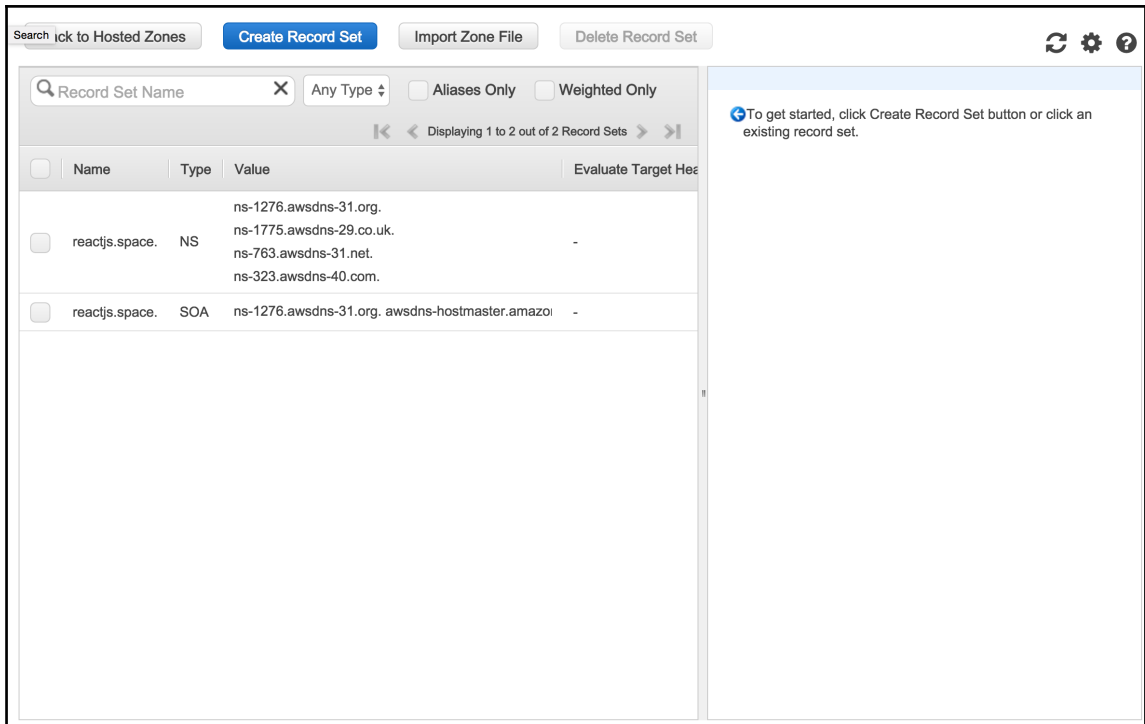 Search
ck to Hosted Zones
Create Record Set
Import Zone File
Delete Record Set
Record Set Name
Any Type
Aliases Only
Weighted Only
Displaying 1 to 2 out of 2 Record Sets
To get started, click Create Record Set button or click an
existing record set.
Name Type Value Evaluate Target Hea
ns-1276.awsdns-31.org.
ns-1775.awsdns-29.co.uk.
reactjs.space. NS -
ns-763.awsdns-31.net.
ns-323.awsdns-40.com.
reactjs.space. SOA ns-1276.awsdns-31.org. awsdns-hostmaster.amazo -